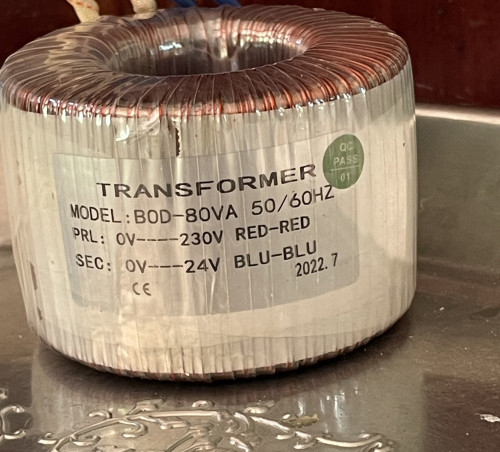 QC
PASS
01
TRANSFORMER
MODEL:BOD-80VA 50/60HZ
PRL: 0V----230V RED-RED
SEC: 0V---24V BLU-BLU
2022.7
CE